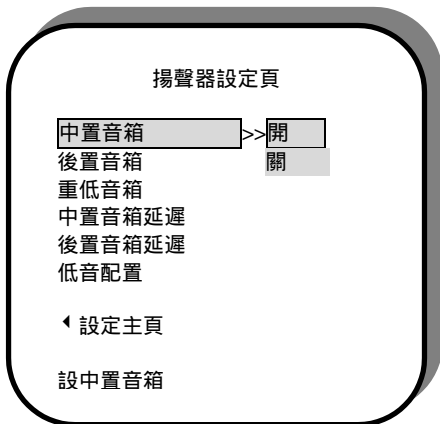 揚聲器設定頁
中置音箱 >>開
後置音箱 關
重低音箱
中置音箱延遲
後置音箱延遲
低音配置
設定主頁
設中置音箱